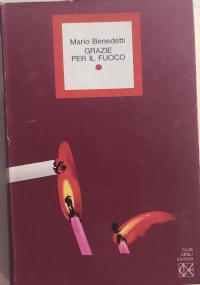 Mario Benedetti
GRAZIE
PER IL FUOCO
CLUB
DEGLI
EDITORI